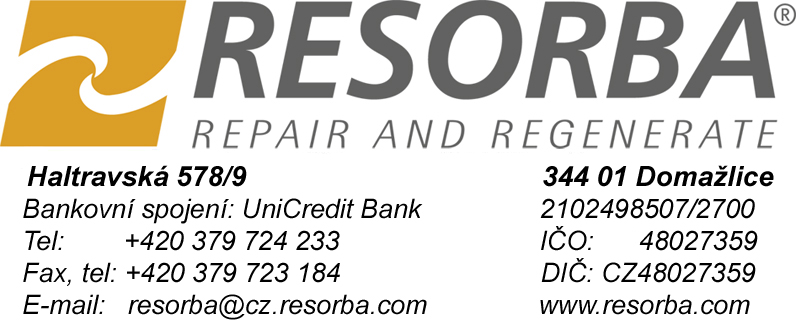 RESORBA®
REPAIR AND REGENERATE
Haltravská 578/9 344 01 Domažlice
Bankovní spojení: UniCredit Bank 2102498507/2700
Tel: +420 379 724 233 IČO: 48027359
Fax, tel: +420 379 723 184 DIČ: CZ48027359
E-mail: resorba@cz.resorba.com www.resorba.com